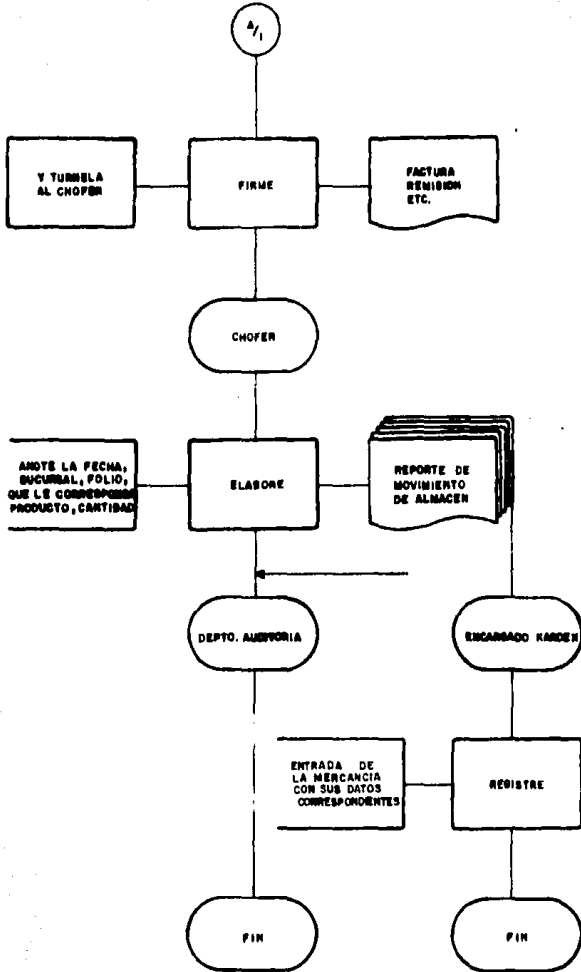 A/1
Y TURNELA
AL CHOFER
FIRME
FACTURA
REMISION
ETC.
CHOFER
ANOTE LA FECHA,
SUCURSAL, FOLIO,
QUE LE CORRESPONDE
PRODUCTO, CANTIDAD
ELABORE
REPORTE DE
MOVIMIENTO
DE ALMACEN
DEPTO. AUDITORIA
ENCARGADO KARDEX
ENTRADA DE
LA MERCANCIA
CON SUS DATOS
CORRESPONDIENTES
REGISTRE
FIN
FIN